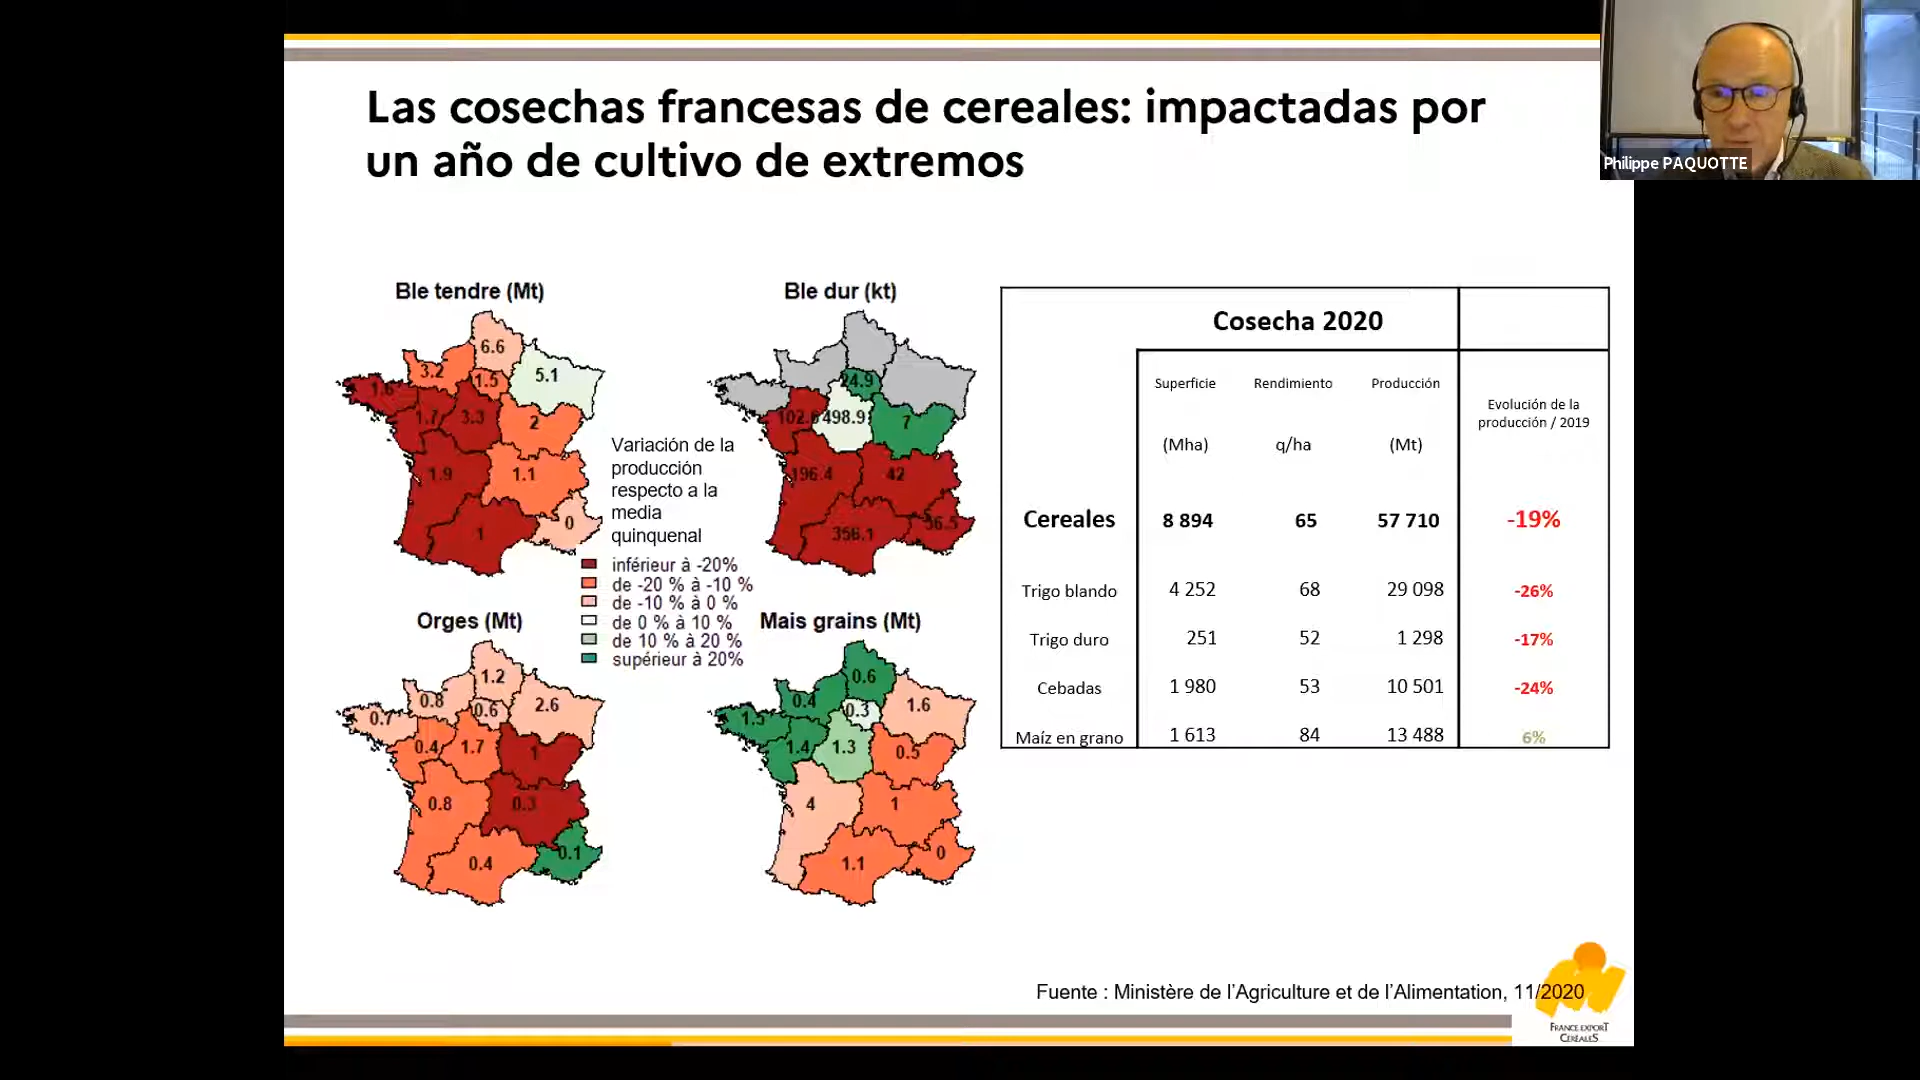 Philippe PAQUOTTE
Las cosechas francesas de cereales: impactadas por
un año de cultivo de extremos
Ble tendre (Mt)
6.6
3.2
1.5
5.1
1.6
1.7
3.3
2
1.9
1.1
0
1
Ble dur (kt)
24.9
102.6
498.9
7
196.4
42
356.1
36.5
Variación de la
producción
respecto a la
media
quinquenal
inférieur à -20%
de -20 % à -10 %
de -10 % à 0 %
de 0 % à 10 %
de 10 % à 20 %
supérieur à 20%
Orges (Mt)
1.2
0.8
0.6
2.6
0.7
0.4
1.7
1
0.8
0.3
0.4
0.1
Mais grains (Mt)
0.6
0.4
0.3
1.6
1.5
1.4
1.3
0.5
4
1
1.1
0
Cosecha 2020
Superficie Rendimiento Producción
Evolución de la
producción / 2019
(Mha) q/ha (Mt)
Cereales 8 894 65 57 710 -19%
Trigo blando 4 252 68 29 098 -26%
Trigo duro 251 52 1 298 -17%
Cebadas 1 980 53 10 501 -24%
Maíz en grano 1 613 84 13 488 6%
Fuente : Ministère de l'Agriculture et de l'Alimentation, 11/2020
FRANCE EXPORT
CEREALES